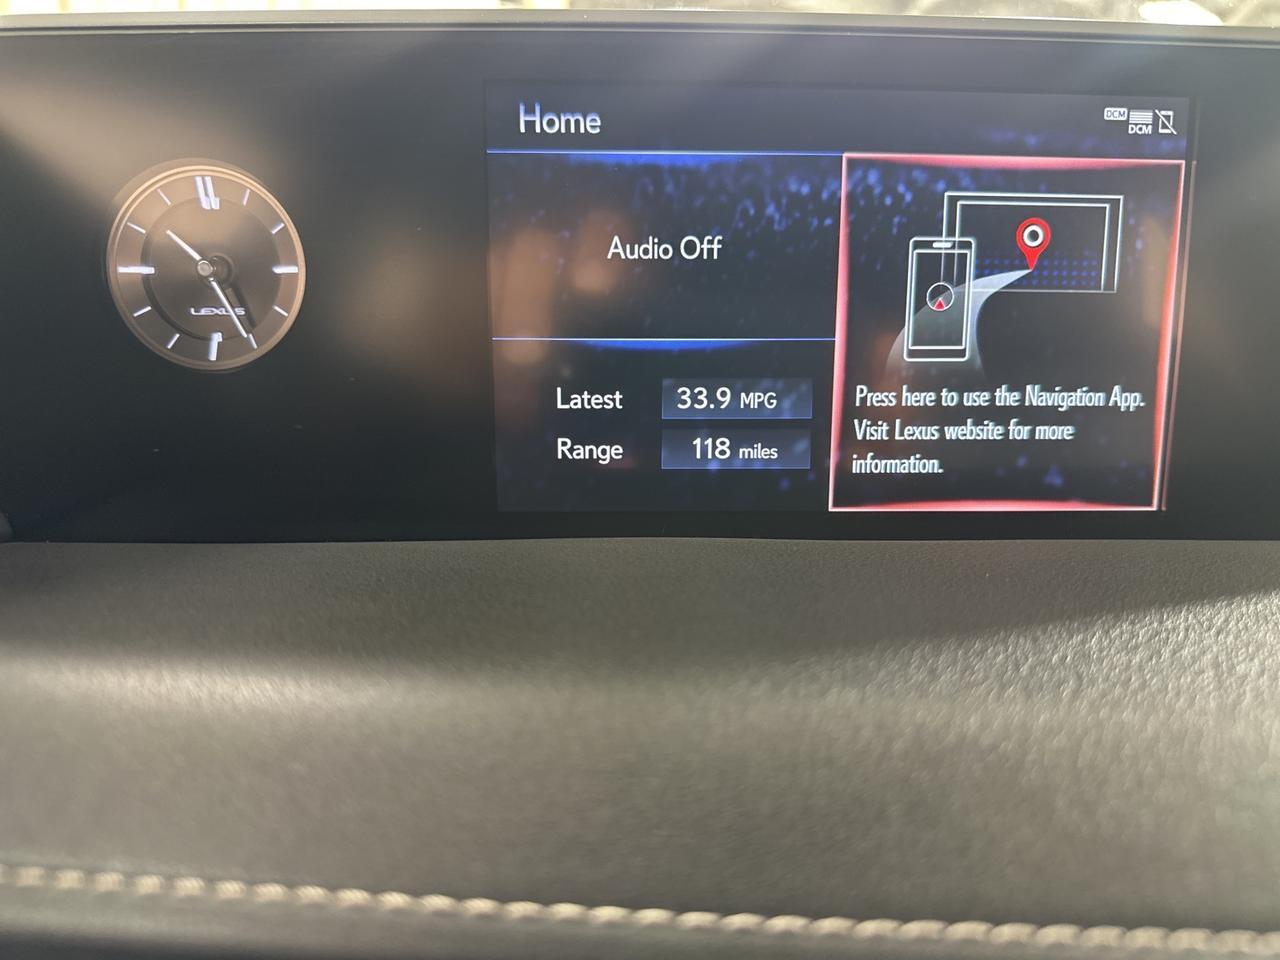 Home
DCM
DCM
LEXUS
Audio Off
Latest 33.9 MPG
Range 118 miles
Press here to use the Navigation App.
Visit Lexus website for more
information.